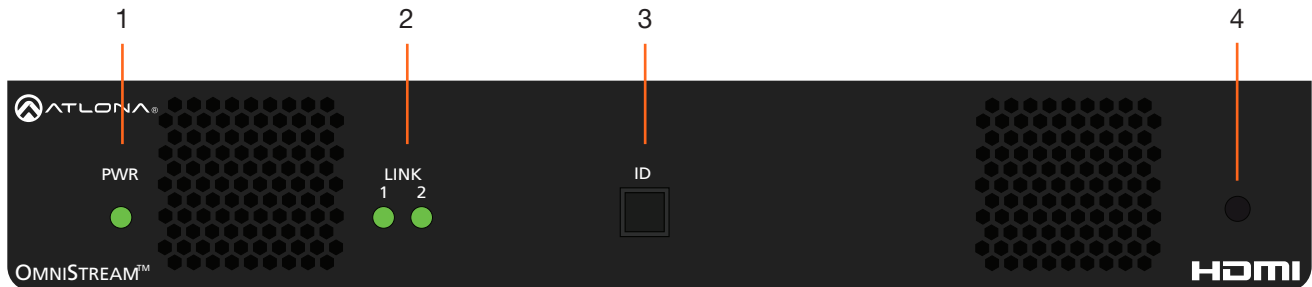 1 2 3 4
ATLONA®
PWR LINK ID
1 2
OMNISTREAM™ HDMI